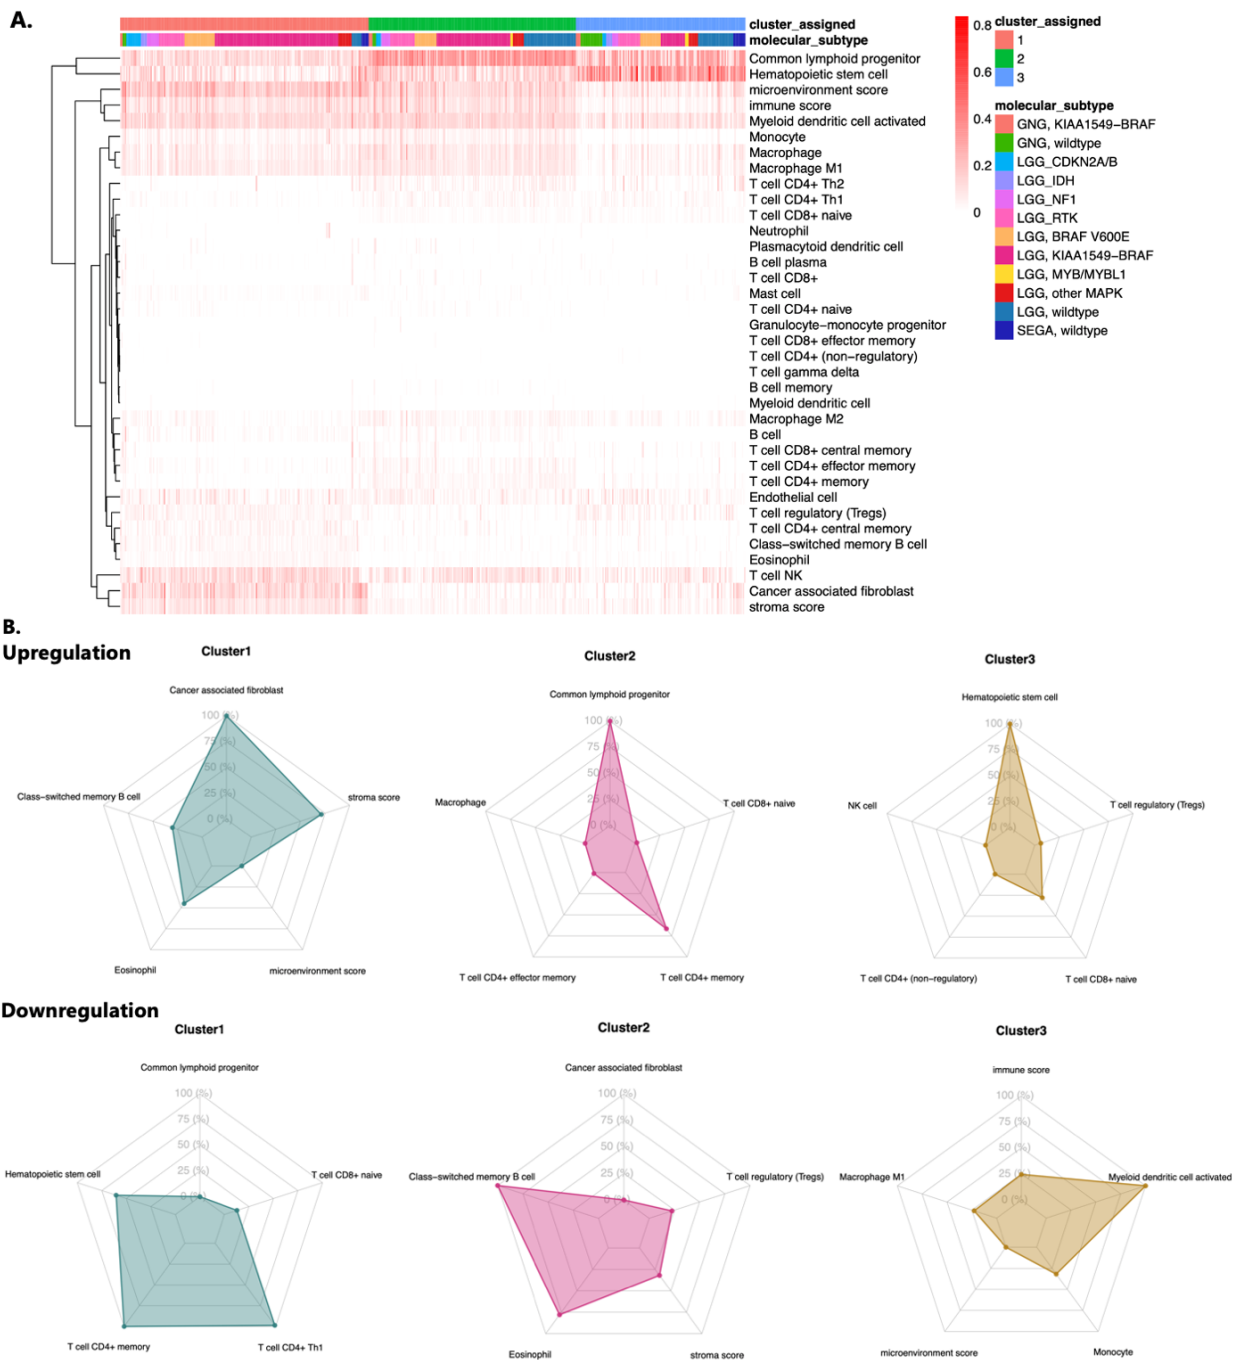 A.
cluster_assigned
molecular_subtype
Common lymphoid progenitor
Hematopoietic stem cell
microenvironment score
immune score
Myeloid dendritic cell activated
Monocyte
Macrophage
Macrophage M1
T cell CD4+ Th2
T cell CD4+ Th1
T cell CD8+ naive
Neutrophil
Plasmacytoid dendritic cell
B cell plasma
T cell CD8+
Mast cell
T cell CD4+ naive
Granulocyte−monocyte progenitor
T cell CD8+ effector memory
T cell CD4+ (non−regulatory)
T cell gamma delta
B cell memory
Myeloid dendritic cell
Macrophage M2
B cell
T cell CD8+ central memory
T cell CD4+ effector memory
T cell CD4+ memory
Endothelial cell
T cell regulatory (Tregs)
T cell CD4+ central memory
Class−switched memory B cell
Eosinophil
T cell NK
Cancer associated fibroblast
stroma score
0.8
0.6
0.4
0.2
0
cluster_assigned
1
2
3
molecular_subtype
GNG, KIAA1549−BRAF
GNG, wildtype
LGG_CDKN2A/B
LGG_IDH
LGG_NF1
LGG_RTK
LGG, BRAF V600E
LGG, KIAA1549−BRAF
LGG, MYB/MYBL1
LGG, other MAPK
LGG, wildtype
SEGA, wildtype
B.
Upregulation
Cluster1
Cancer associated fibroblast
100 (%)
75 (%)
50 (%)
25 (%)
0 (%)
Class−switched memory B cell
stroma score
Eosinophil
microenvironment score
Cluster2
Common lymphoid progenitor
100 (%)
75 (%)
50 (%)
25 (%)
0 (%)
Macrophage
T cell CD8+ naive
T cell CD4+ effector memory
T cell CD4+ memory
Cluster3
Hematopoietic stem cell
100 (%)
75 (%)
50 (%)
25 (%)
0 (%)
NK cell
T cell regulatory (Tregs)
T cell CD4+ (non−regulatory)
T cell CD8+ naive
Downregulation
Cluster1
Common lymphoid progenitor
100 (%)
75 (%)
50 (%)
25 (%)
0 (%)
Hematopoietic stem cell
T cell CD8+ naive
T cell CD4+ memory
T cell CD4+ Th1
Cluster2
Cancer associated fibroblast
100 (%)
75 (%)
50 (%)
25 (%)
0 (%)
Class−switched memory B cell
T cell regulatory (Tregs)
Eosinophil
stroma score
Cluster3
immune score
100 (%)
75 (%)
50 (%)
25 (%)
0 (%)
Macrophage M1
Myeloid dendritic cell activated
microenvironment score
Monocyte